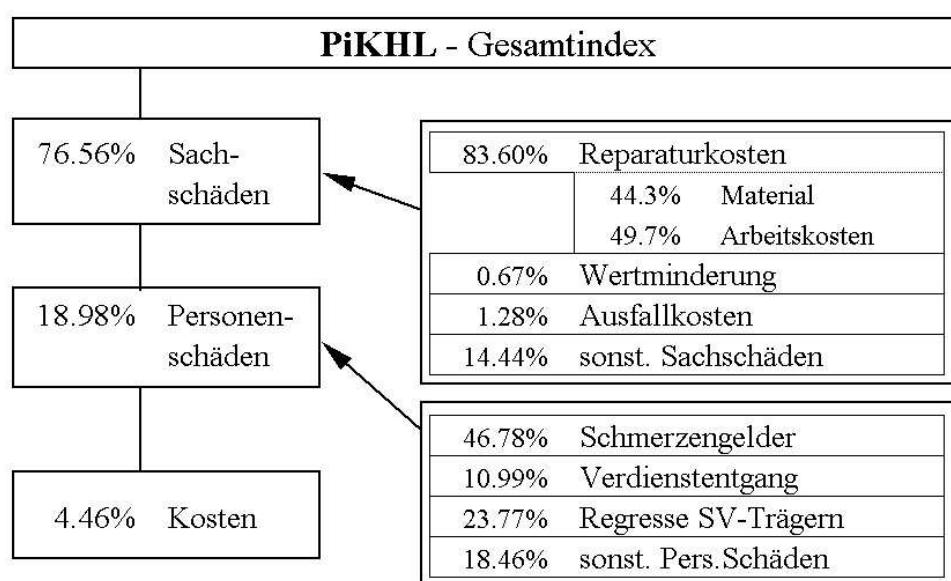 PiKHL - Gesamtindex
76.56% Sach-
schäden
18.98% Personen-
schäden
4.46% Kosten
83.60% Reparaturkosten
44.3% Material
49.7% Arbeitskosten
0.67% Wertminderung
1.28% Ausfallkosten
14.44% sonst. Sachschäden
46.78% Schmerzengelder
10.99% Verdienstentgang
23.77% Regresse SV-Trägern
18.46% sonst. Pers.Schäden